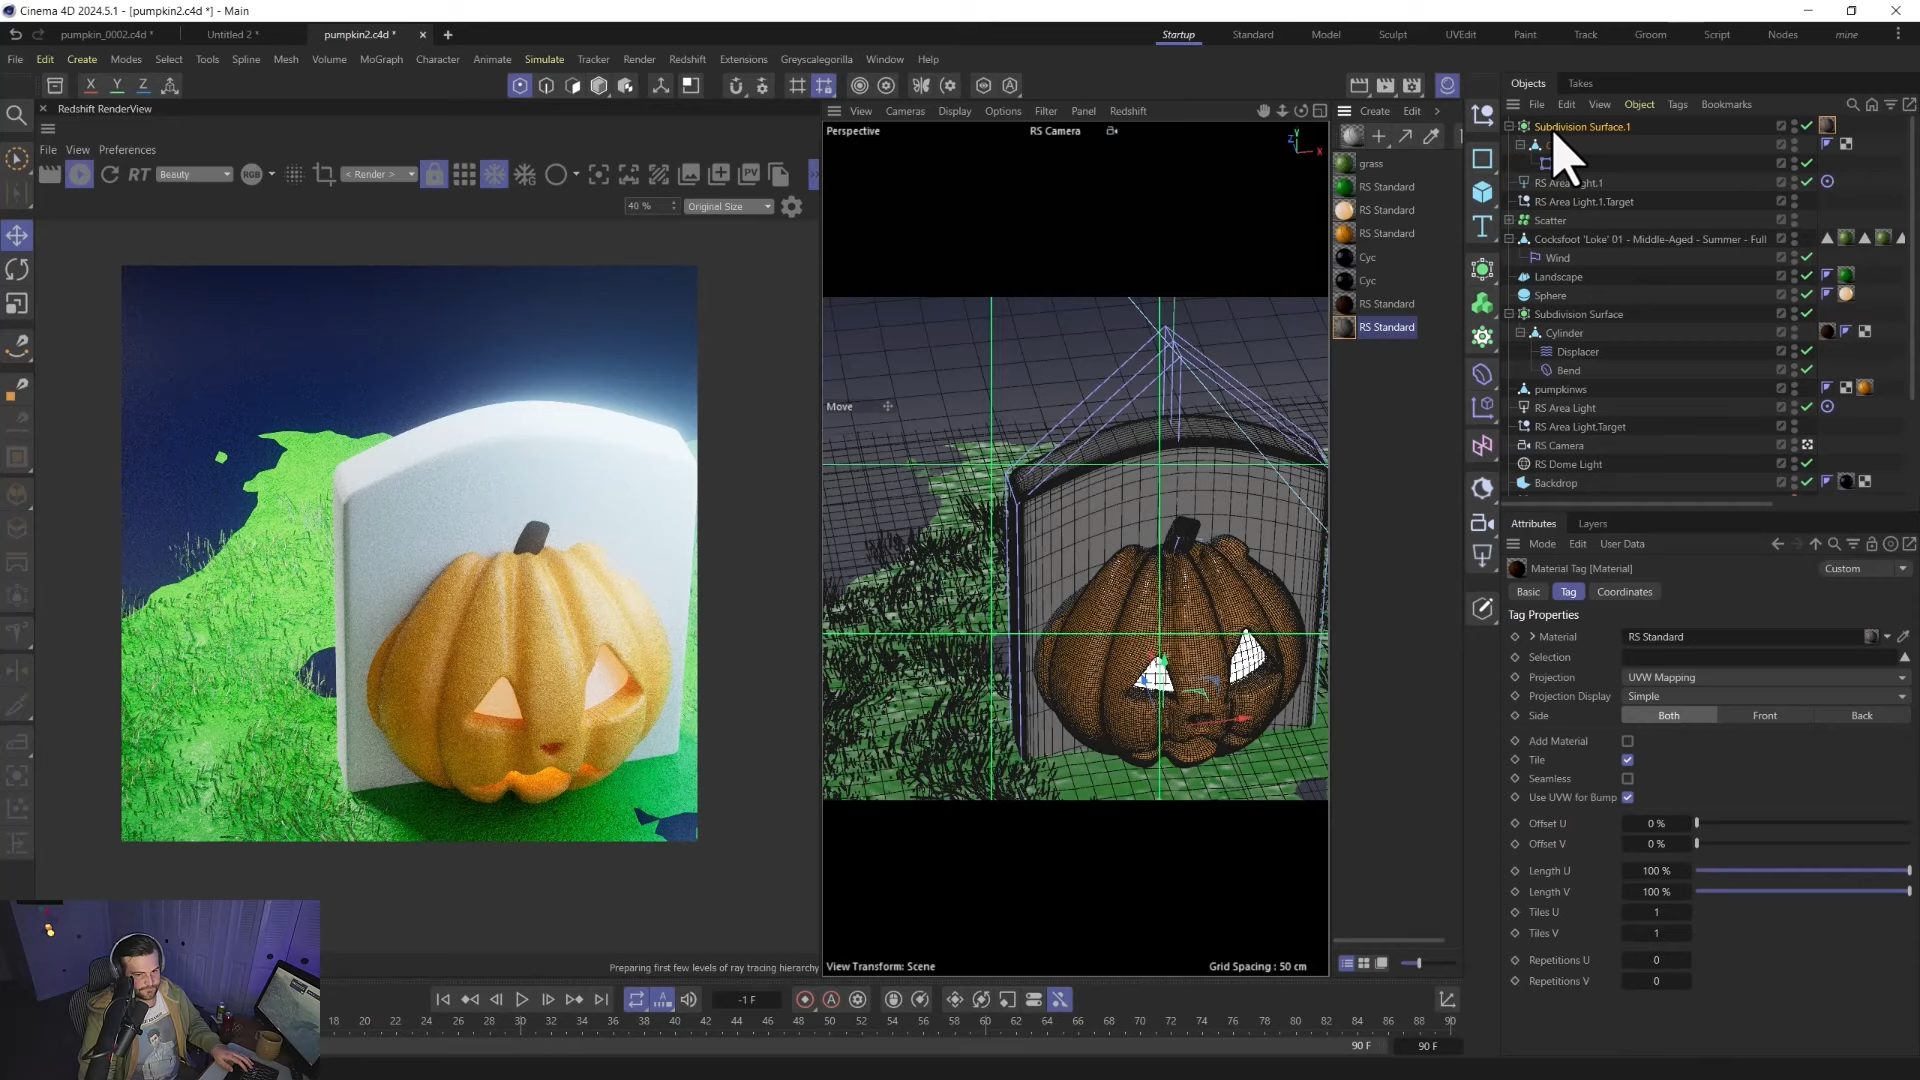 Cinema 4D 2024.5.1 - [pumpkin2.c4d *] - Main
pumpkin_0002.c4d *
Untitled 2 *
pumpkin2.c4d *
Startup
Standard
Model
Sculpt
UVEdit
Paint
Track
Groom
Script
Nodes
mine
File Edit Create Modes Select Tools Spline Mesh Volume MoGraph Character Animate Simulate Tracker Render Redshift Extensions Greyscalegorilla Window Help
X Y Z
Redshift RenderView
File View Preferences
RT
Beauty
RGB
< Render >
PV
40 %
Original Size
View Cameras Display Options Filter Panel Redshift
Perspective
RS Camera
Y
Z
X
Move
View Transform: Scene
Grid Spacing : 50 cm
Preparing first few levels of ray tracing hierarchy
Create Edit
grass
RS Standard
RS Standard
RS Standard
Cyc
Cyc
RS Standard
RS Standard
Objects Takes
File Edit View Object Tags Bookmarks
Subdivision Surface.1
RS Area Light.1
RS Area Light.1.Target
Scatter
Cocksfoot 'Loke' 01 - Middle-Aged - Summer - Full
Wind
Landscape
Sphere
Subdivision Surface
Cylinder
Displacer
Bend
pumpkinws
RS Area Light
RS Area Light.Target
RS Camera
RS Dome Light
Backdrop
Attributes Layers
Mode Edit User Data
Material Tag [Material]
Custom
Basic Tag Coordinates
Tag Properties
Material RS Standard
Selection
Projection UVW Mapping
Projection Display Simple
Side Both Front Back
Add Material
Tile
Seamless
Use UVW for Bump
Offset U 0 %
Offset V 0 %
Length U 100 %
Length V 100 %
Tiles U 1
Tiles V 1
Repetitions U 0
Repetitions V 0
-1 F
18 20 22 24 26 28 30 32 34 36 38 40 42 44 46 48 50 52 54 56 58 60 62 64 66 68 70 72 74 76 78 80 82 84 86 88 90
90 F
90 F